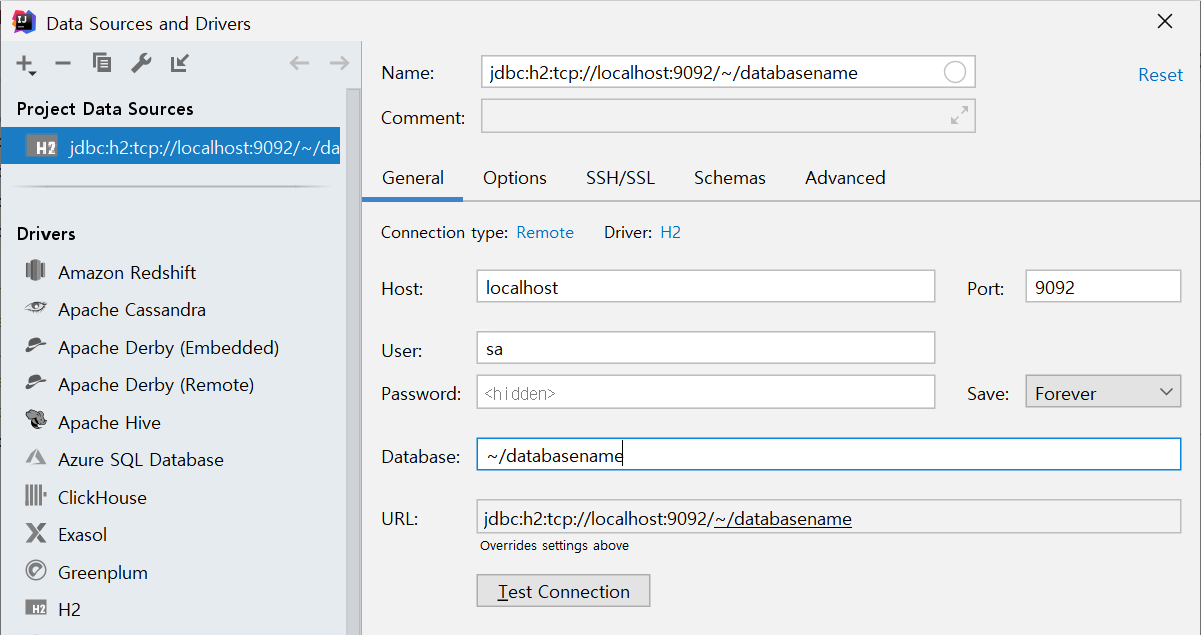 Data Sources and Drivers
Project Data Sources
H2 jdbc:h2:tcp://localhost:9092/~/da
Drivers
Amazon Redshift
Apache Cassandra
Apache Derby (Embedded)
Apache Derby (Remote)
Apache Hive
Azure SQL Database
ClickHouse
Exasol
Greenplum
H2 H2
Name: jdbc:h2:tcp://localhost:9092/~/databasename Reset
Comment:
General Options SSH/SSL Schemas Advanced
Connection type: Remote Driver: H2
Host: localhost Port: 9092
User: sa
Password: <hidden> Save: Forever
Database: ~/databasename
URL: jdbc:h2:tcp://localhost:9092/~/databasename
Overrides settings above
Test Connection